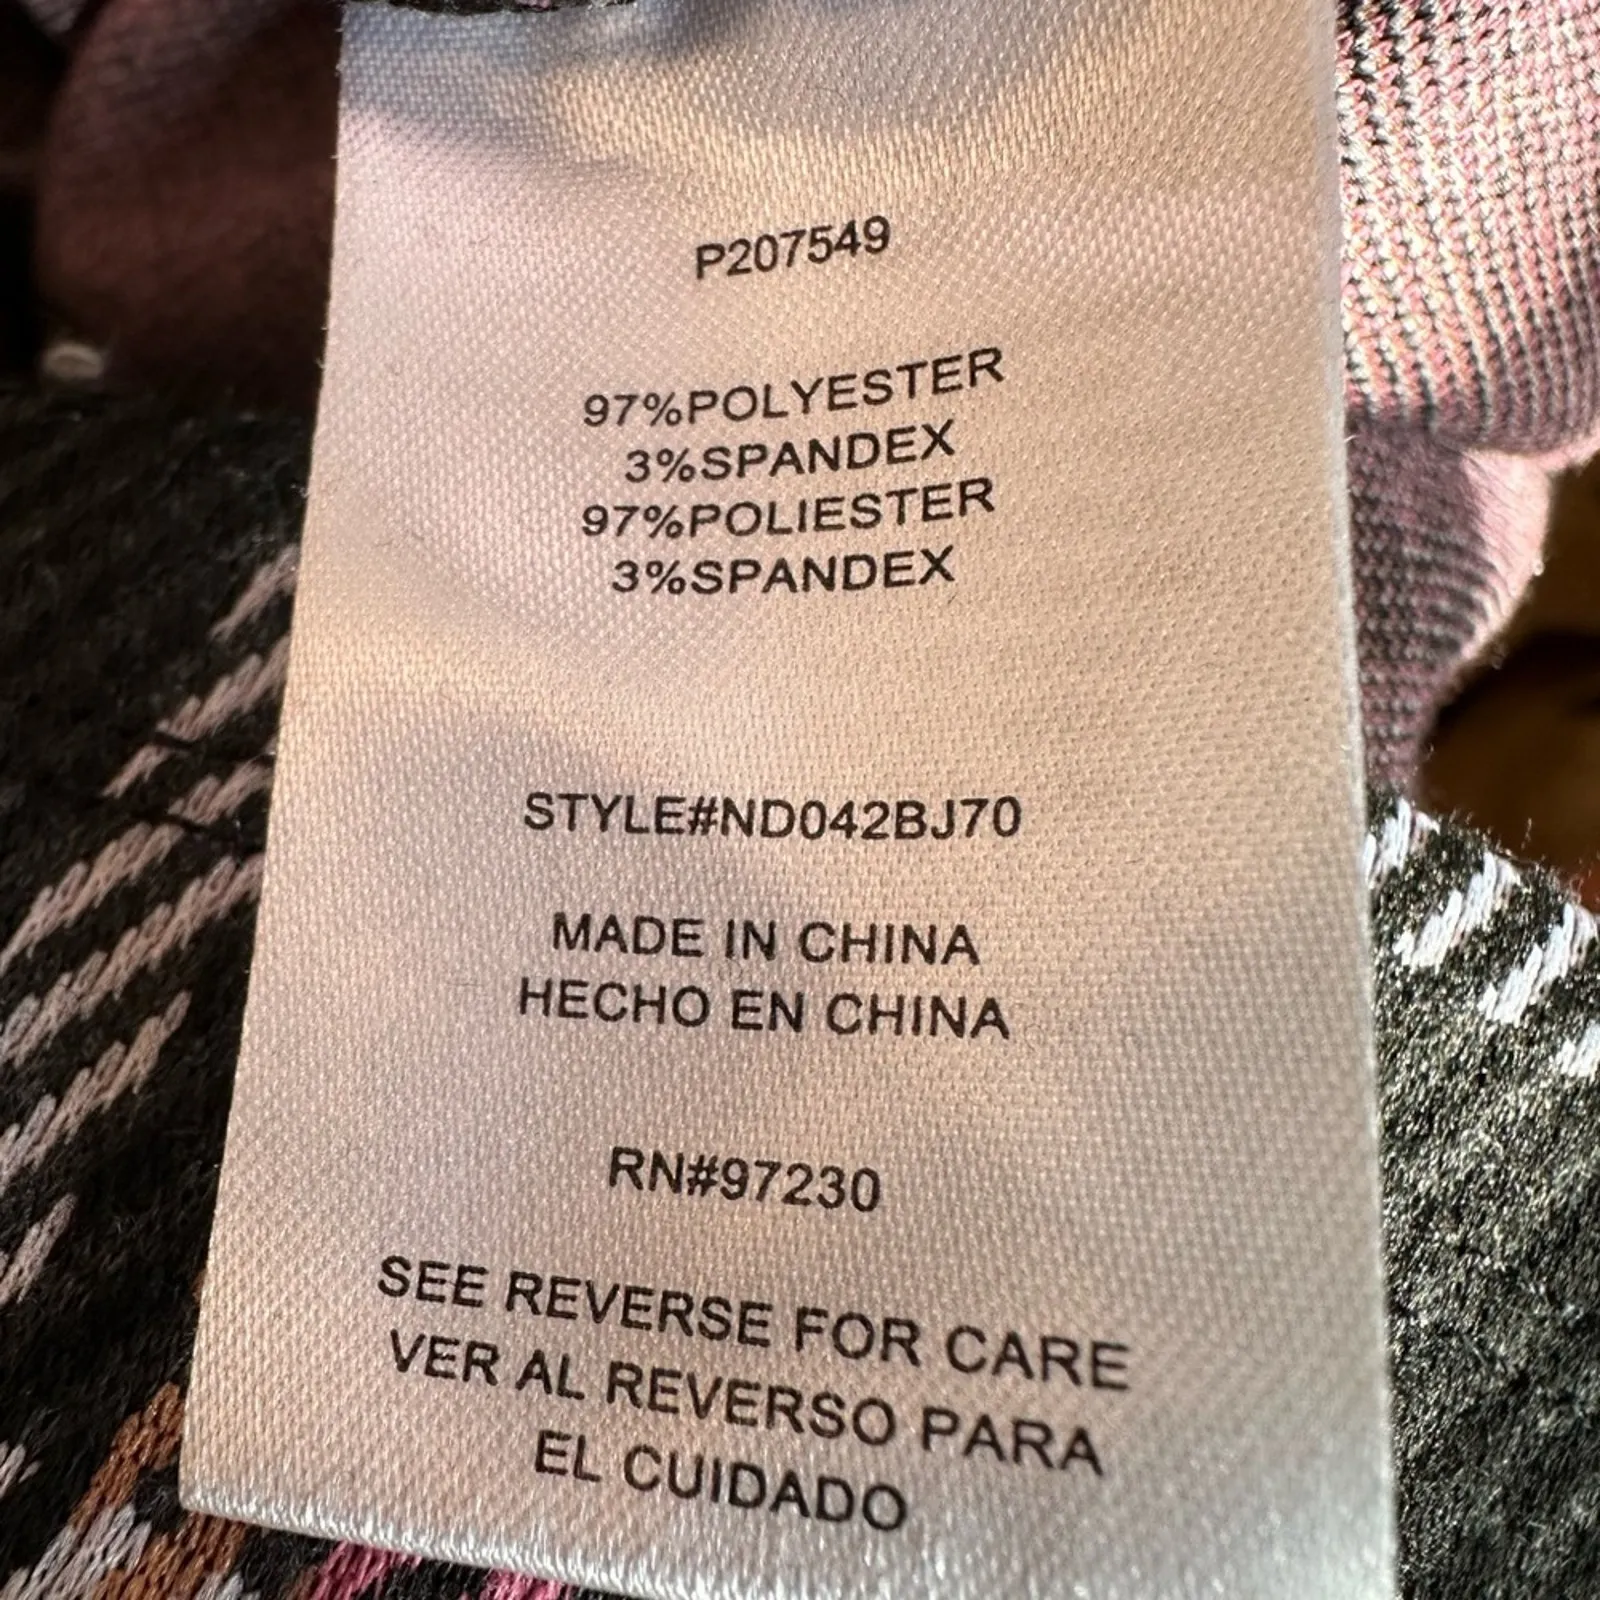 P207549
97%POLYESTER
3%SPANDEX
97%POLIESTER
3%SPANDEX
STYLE#ND042BJ70
MADE IN CHINA
HECHO EN CHINA
RN#97230
SEE REVERSE FOR CARE
VER AL REVERSO PARA
EL CUIDADO